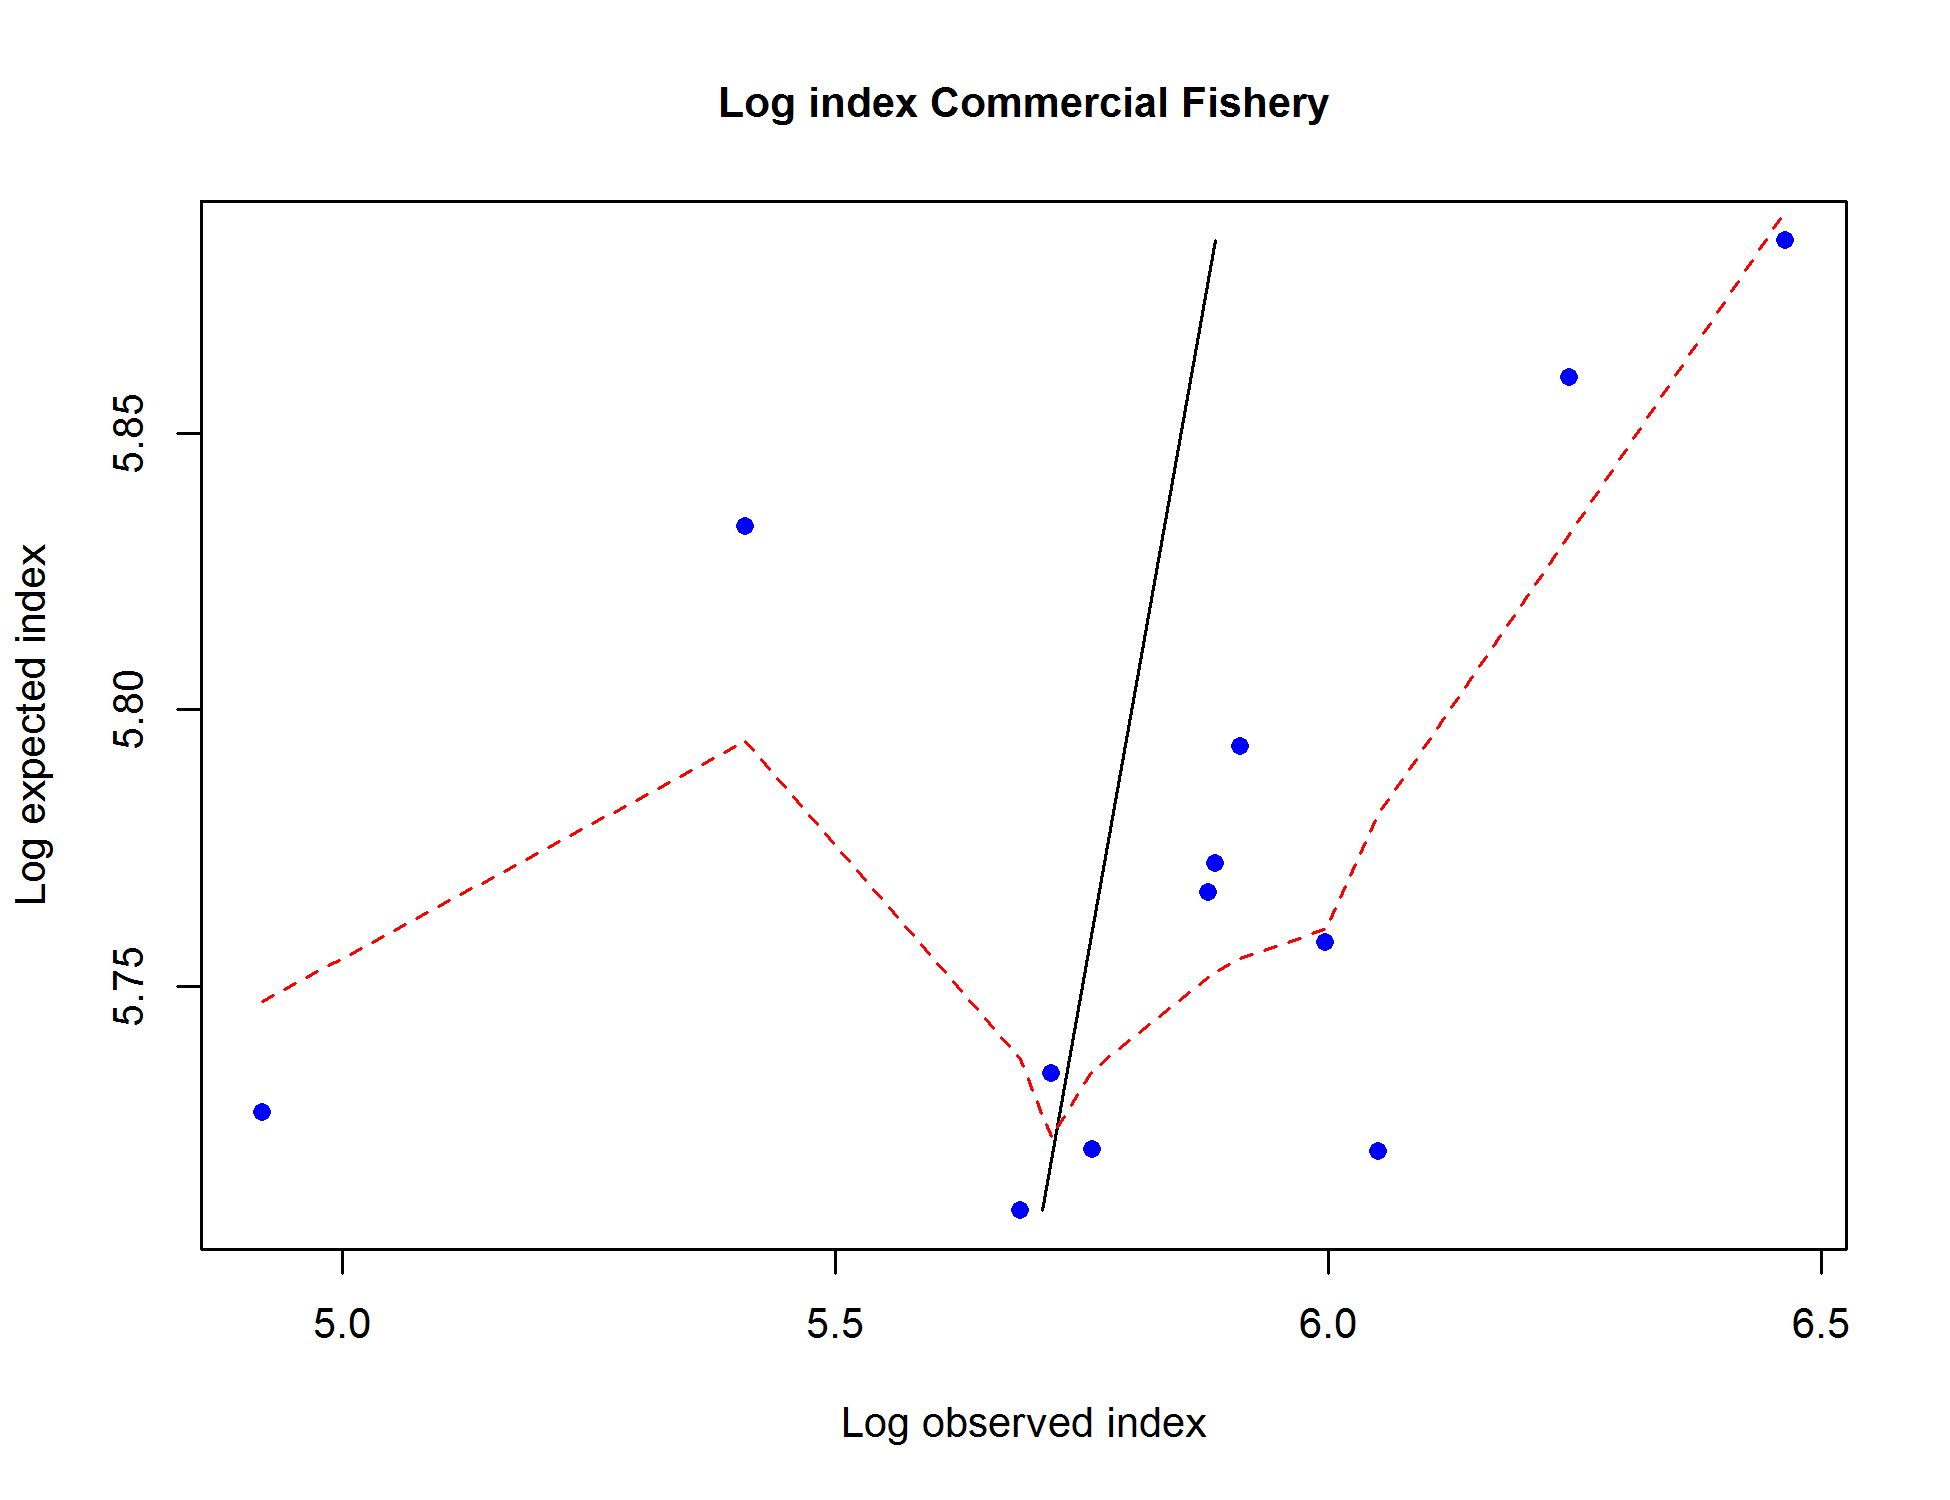 Log index Commercial Fishery
Log expected index
5.85
5.80
5.75
5.0 5.5 6.0 6.5
Log observed index